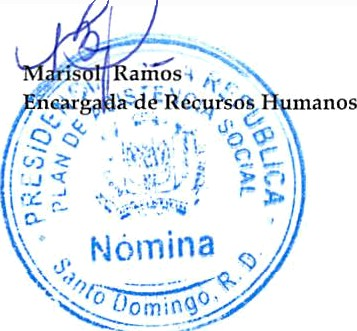 Marisol Ramos
Encargada de Recursos Humanos
PRESIDENCIA DE LA REPUBLICA
PLAN DE ASISTENCIA SOCIAL
Nómina
Santo Domingo, R. D.